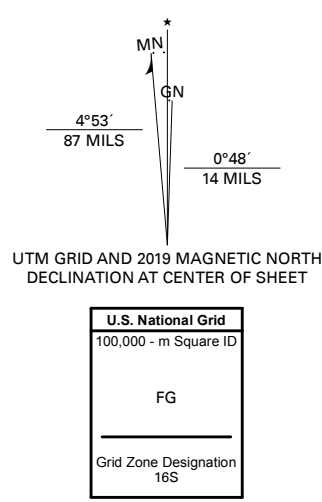 ★
MN
GN
4°53´
87 MILS
0°48´
14 MILS
UTM GRID AND 2019 MAGNETIC NORTH
DECLINATION AT CENTER OF SHEET
U.S. National Grid
100,000 - m Square ID
FG
Grid Zone Designation
16S